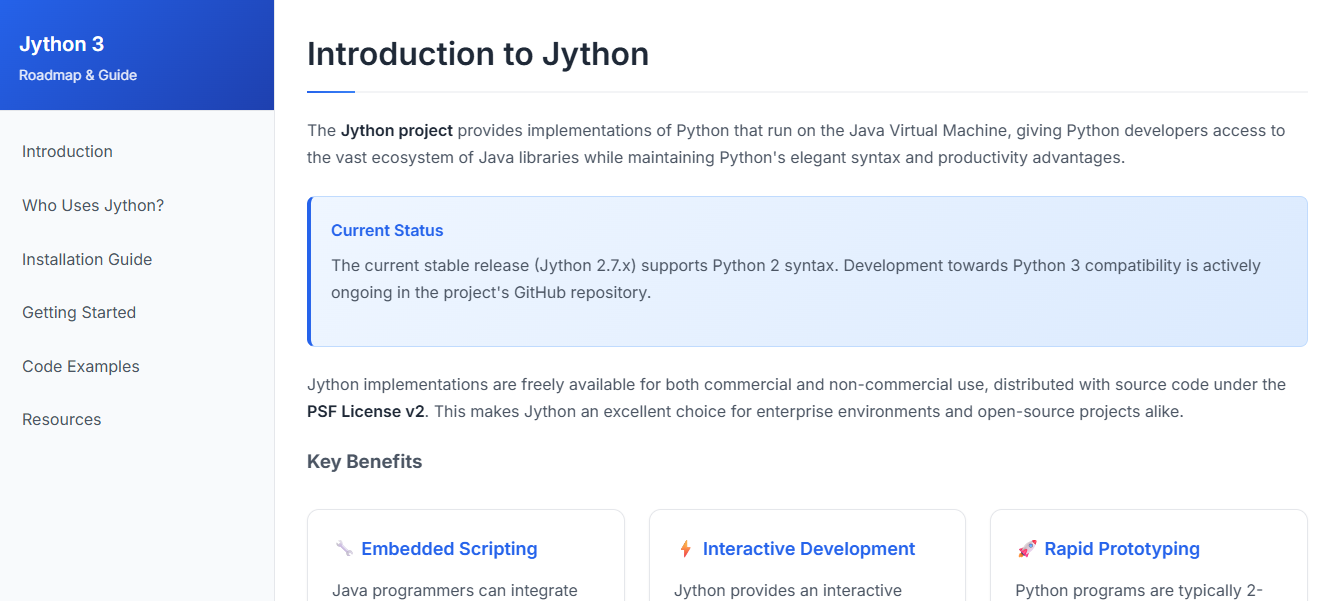 Jython 3
Roadmap & Guide
Introduction
Who Uses Jython?
Installation Guide
Getting Started
Code Examples
Resources
Introduction to Jython
The Jython project provides implementations of Python that run on the Java Virtual Machine, giving Python developers access to
the vast ecosystem of Java libraries while maintaining Python's elegant syntax and productivity advantages.
Current Status
The current stable release (Jython 2.7.x) supports Python 2 syntax. Development towards Python 3 compatibility is actively
ongoing in the project's GitHub repository.
Jython implementations are freely available for both commercial and non-commercial use, distributed with source code under the
PSF License v2. This makes Jython an excellent choice for enterprise environments and open-source projects alike.
Key Benefits
🔧 Embedded Scripting
Java programmers can integrate
⚡ Interactive Development
Jython provides an interactive
🚀 Rapid Prototyping
Python programs are typically 2-